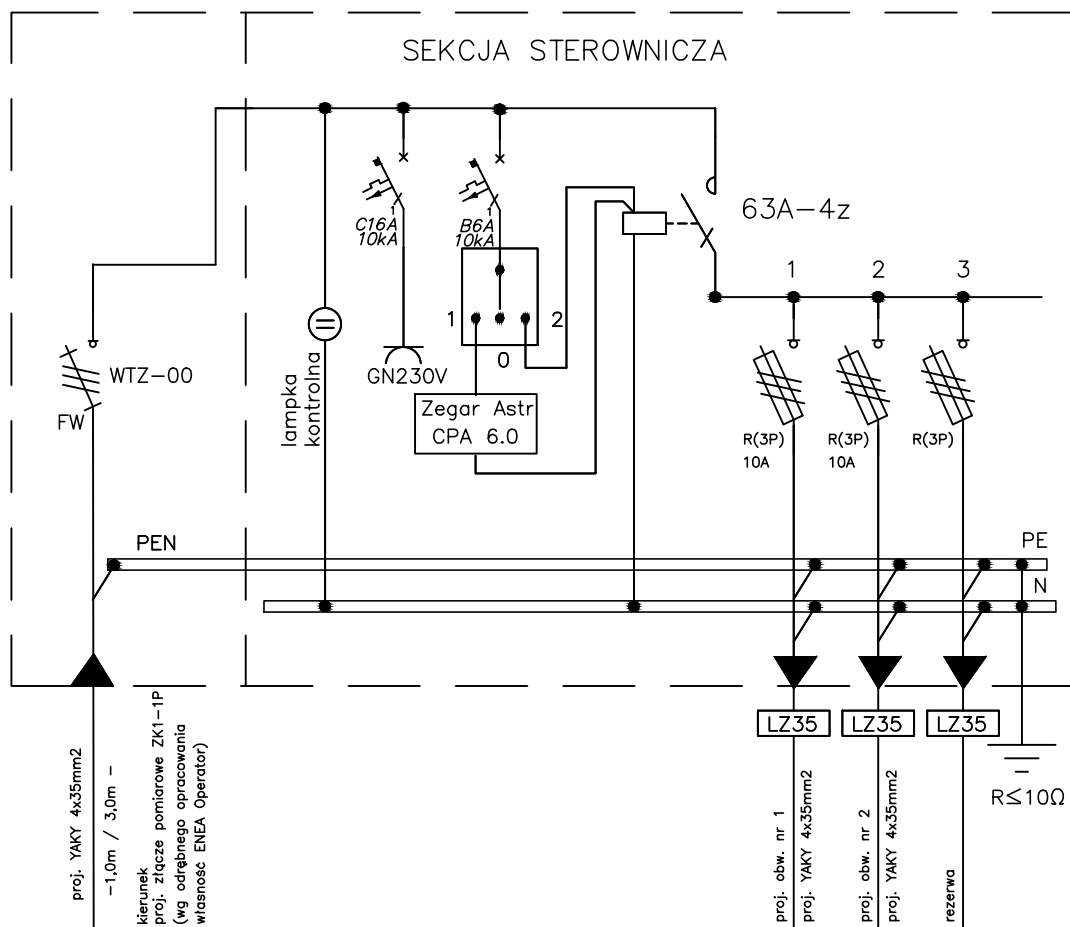 SEKCJA STEROWNICZA
63A-4z
C16A
10kA
1
B6A
10kA
1
1
2
3
WTZ-00
FW
lampka
kontrolna
GN230V
1
2
0
Zegar Astr
CPA 6.0
R(3P)
10A
R(3P)
10A
R(3P)
PEN
PE
N
LZ35
LZ35
LZ35
R≤10Ω
proj. YAKY 4x35mm2
-1,0m / 3,0m -
kierunek
proj. złącze pomiarowe ZK1-1P
(wg odrębnego opracowania
własność ENEA Operator)
proj. obw. nr 1
proj. YAKY 4x35mm2
proj. obw. nr 2
proj. YAKY 4x35mm2
rezerwa